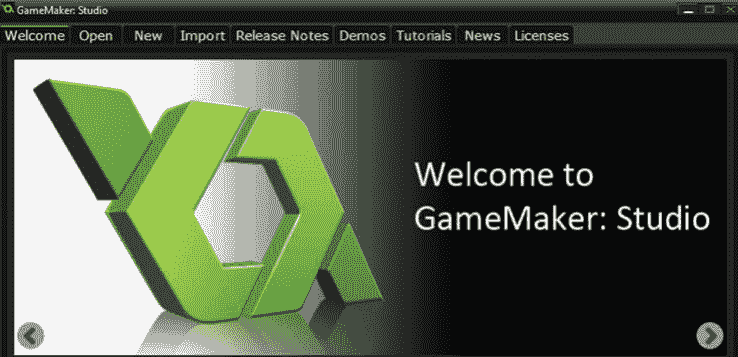 GameMaker: Studio
Welcome Open New Import Release Notes Demos Tutorials News Licenses
Welcome to
GameMaker: Studio